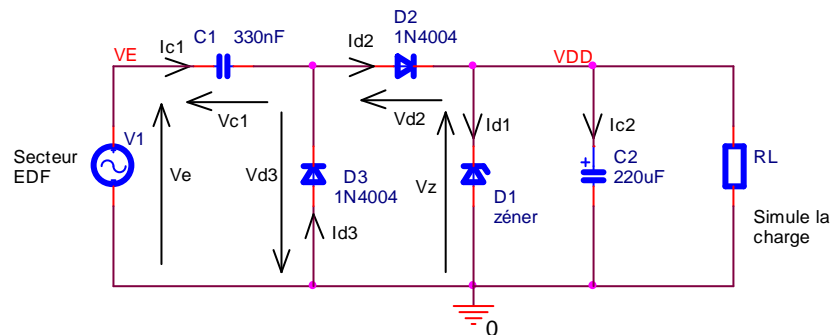 VE
Ic1
C1 330nF
Id2
D2
1N4004
VDD
Secteur
EDF
V1
Ve
Vc1
Vd3
D3
1N4004
Id3
Vd2
Vz
Id1
D1
zéner
Ic2
+
C2
220uF
RL
Simule la
charge
0